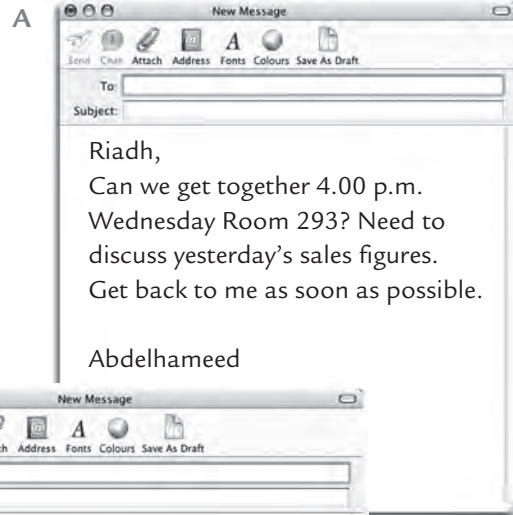 A
New Message
Send Chat Attach Address Fonts Colours Save As Draft
To:
Subject:
Riadh,
Can we get together 4.00 p.m.
Wednesday Room 293? Need to
discuss yesterday's sales figures.
Get back to me as soon as possible.
Abdelhameed
New Message
Address Fonts Colours Save As Draft